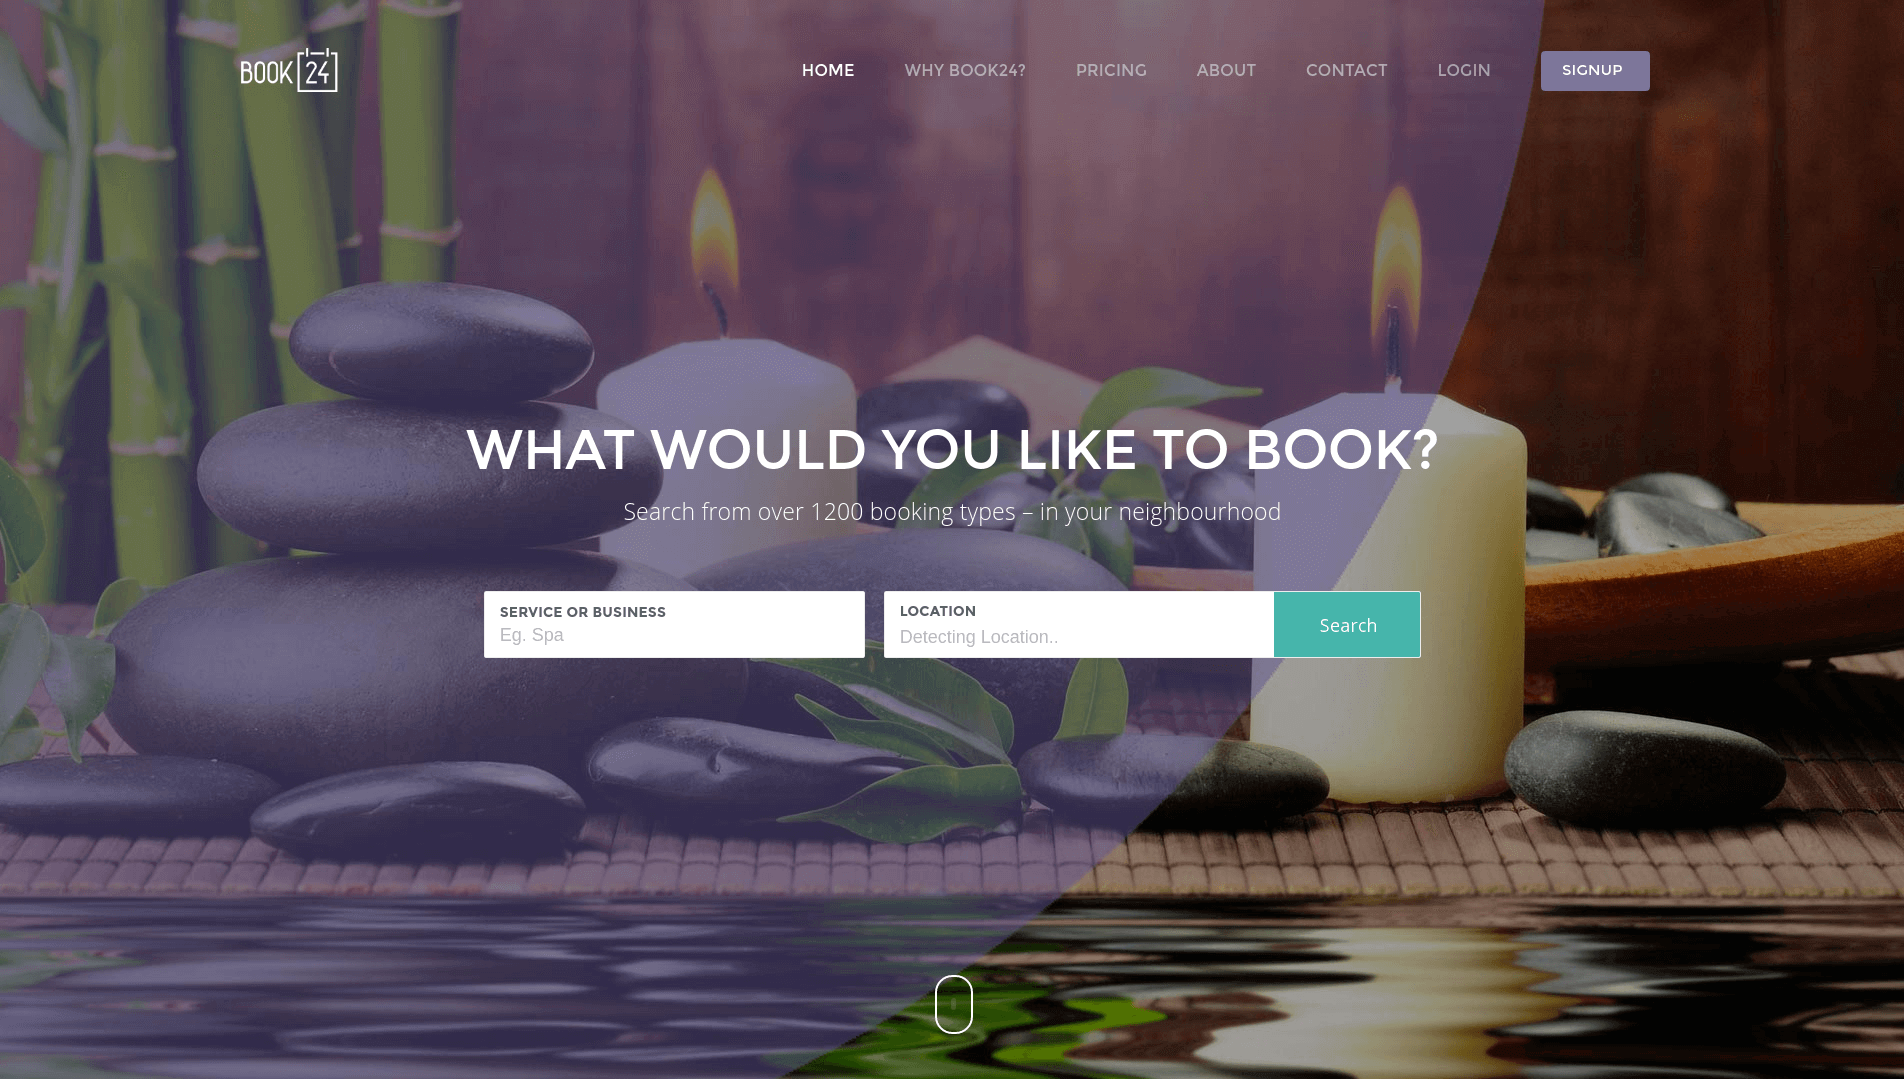 BOOK 24
HOME WHY BOOK24? PRICING ABOUT CONTACT LOGIN SIGNUP
WHAT WOULD YOU LIKE TO BOOK?
Search from over 1200 booking types – in your neighbourhood
SERVICE OR BUSINESS
Eg. Spa
LOCATION
Detecting Location..
Search